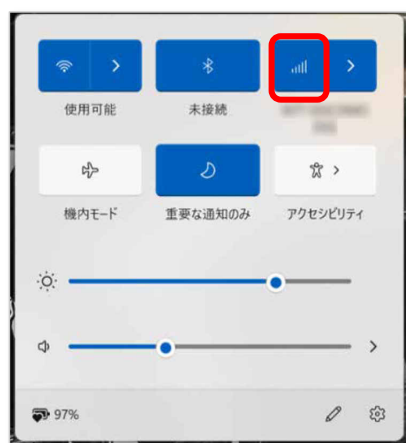 使用可能
未接続
機内モード
重要な通知のみ
アクセシビリティ
97%